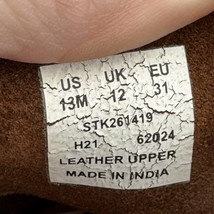 US UK EU
13M 12 31
STK261419
H21 62024
LEATHER UPPER
MADE IN INDIA